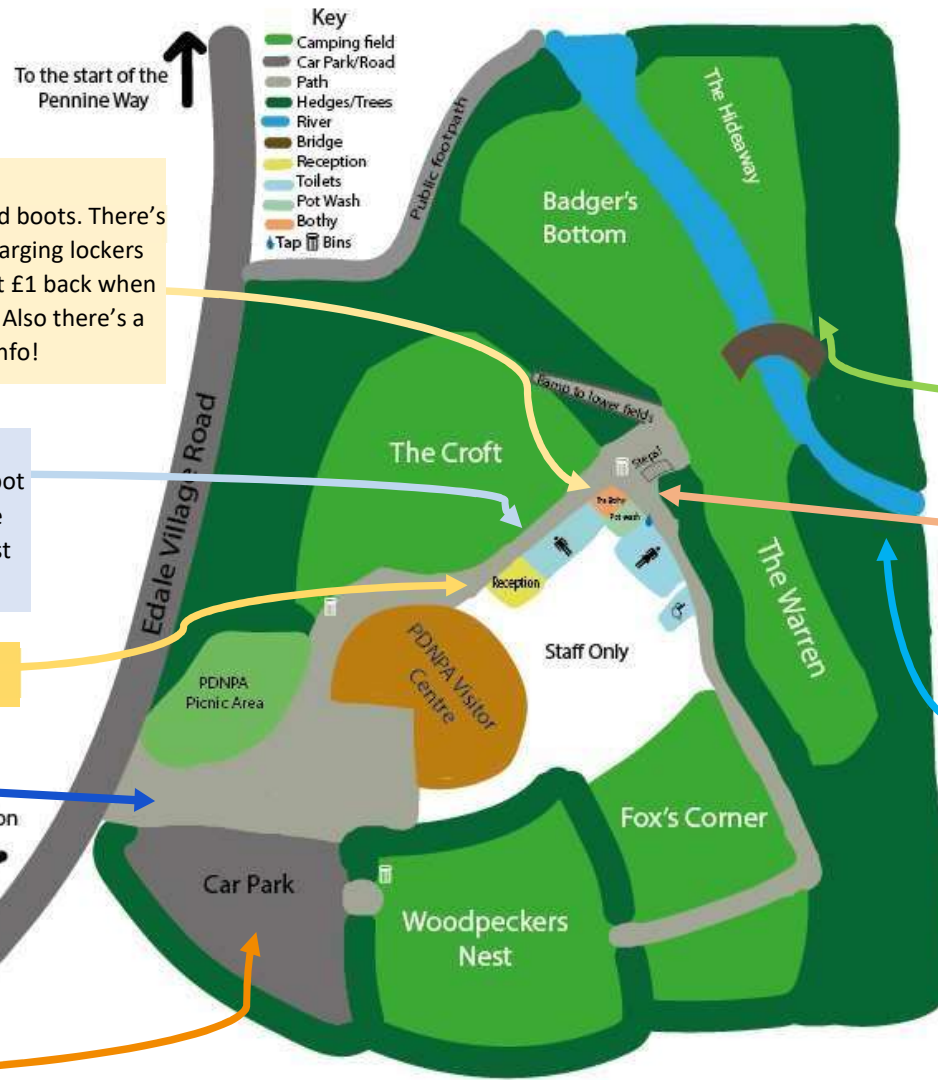 To the start of the
Pennine Way
Key
Camping field
Car Park/Road
Path
Hedges/Trees
River
Bridge
Reception
Toilets
Pot Wash
Bothy
Tap Bins
d boots. There's
arging lockers
t £1 back when
Also there's a
nfo!
oot
e
st
on
Edale Village Road
Public footpath
The Hideaway
Badger's
Bottom
Ramp to lower fields
The Croft
Steps!
The Bothy
Pot wash
Reception
The Warren
Staff Only
PDNPA Visitor
Centre
PDNPA
Picnic Area
Fox's Corner
Car Park
Woodpeckers
Nest